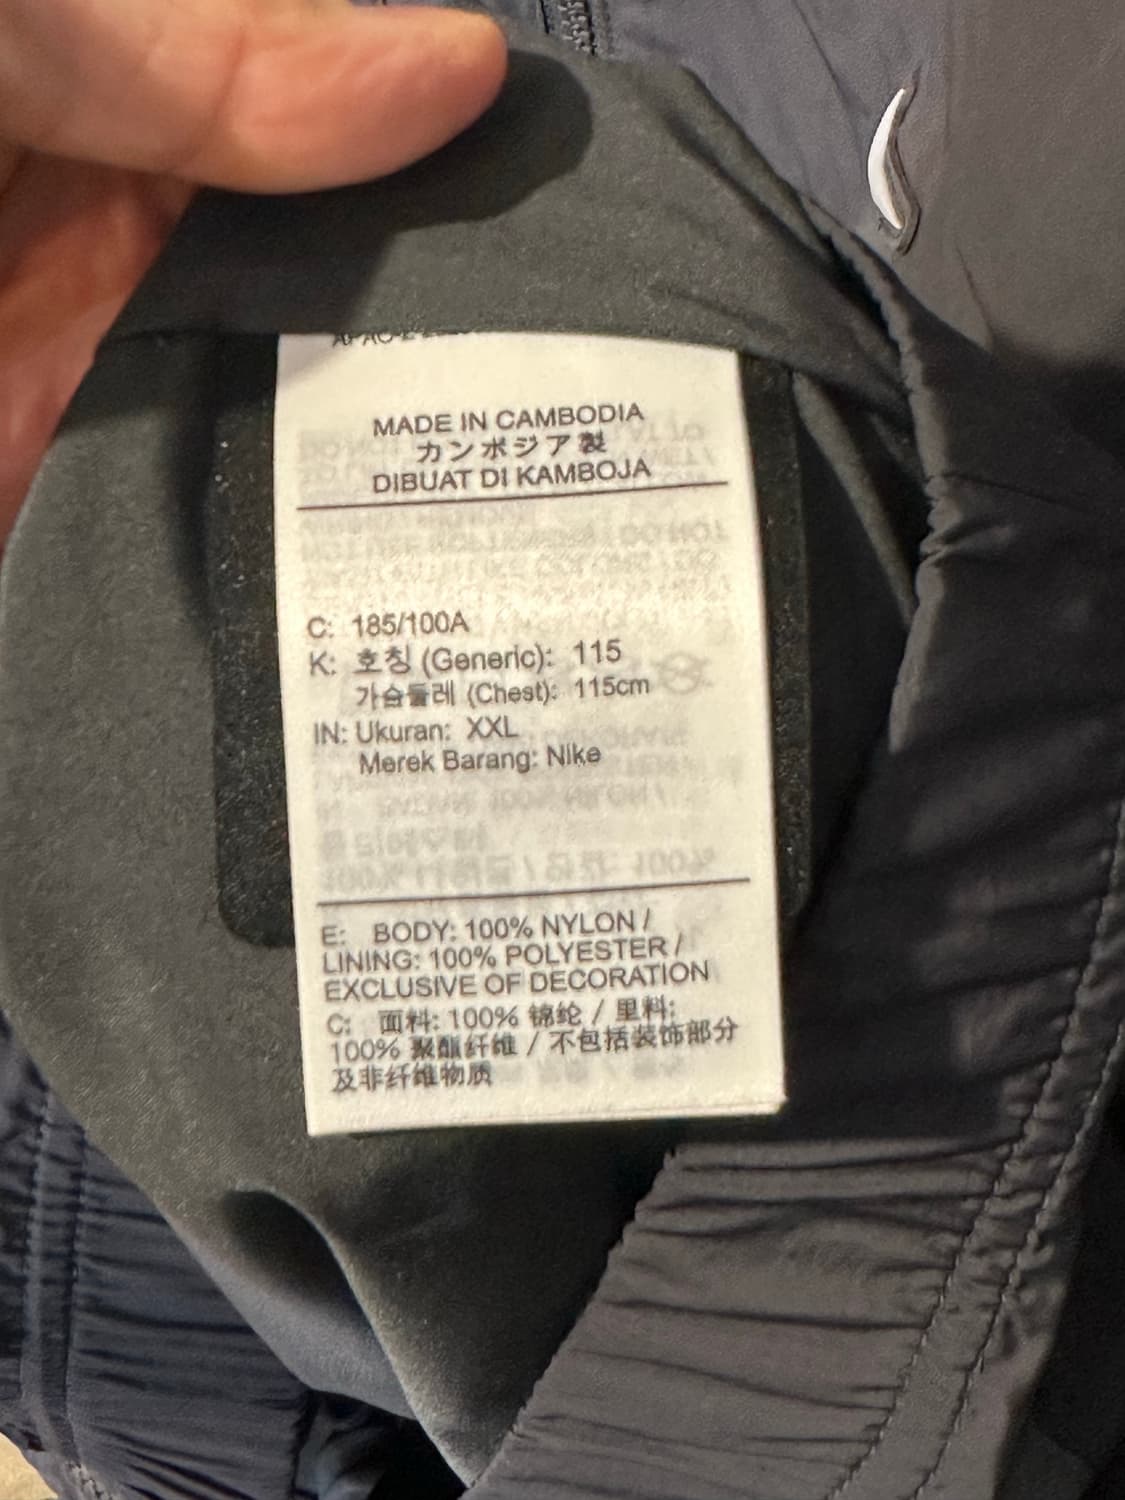 MADE IN CAMBODIA
カンボジア製
DIBUAT DI KAMBOJA
C: 185/100A
K: 호칭 (Generic): 115
가슴둘레 (Chest): 115cm
IN: Ukuran: XXL
Merek Barang: Nike
E: BODY: 100% NYLON /
LINING: 100% POLYESTER /
EXCLUSIVE OF DECORATION
C: 面料: 100% 锦纶 / 里料:
100% 聚酯纤维 / 不包括装饰部分
及非纤维物质